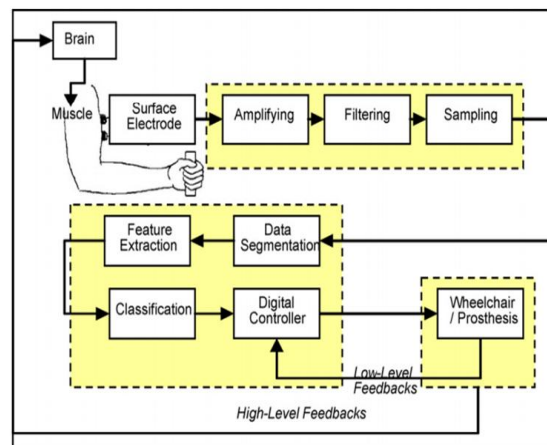 Brain
Muscle
Surface
Electrode
Amplifying
Filtering
Sampling
Feature
Extraction
Data
Segmentation
Classification
Digital
Controller
Wheelchair
/ Prosthesis
Low-Level
Feedbacks
High-Level Feedbacks